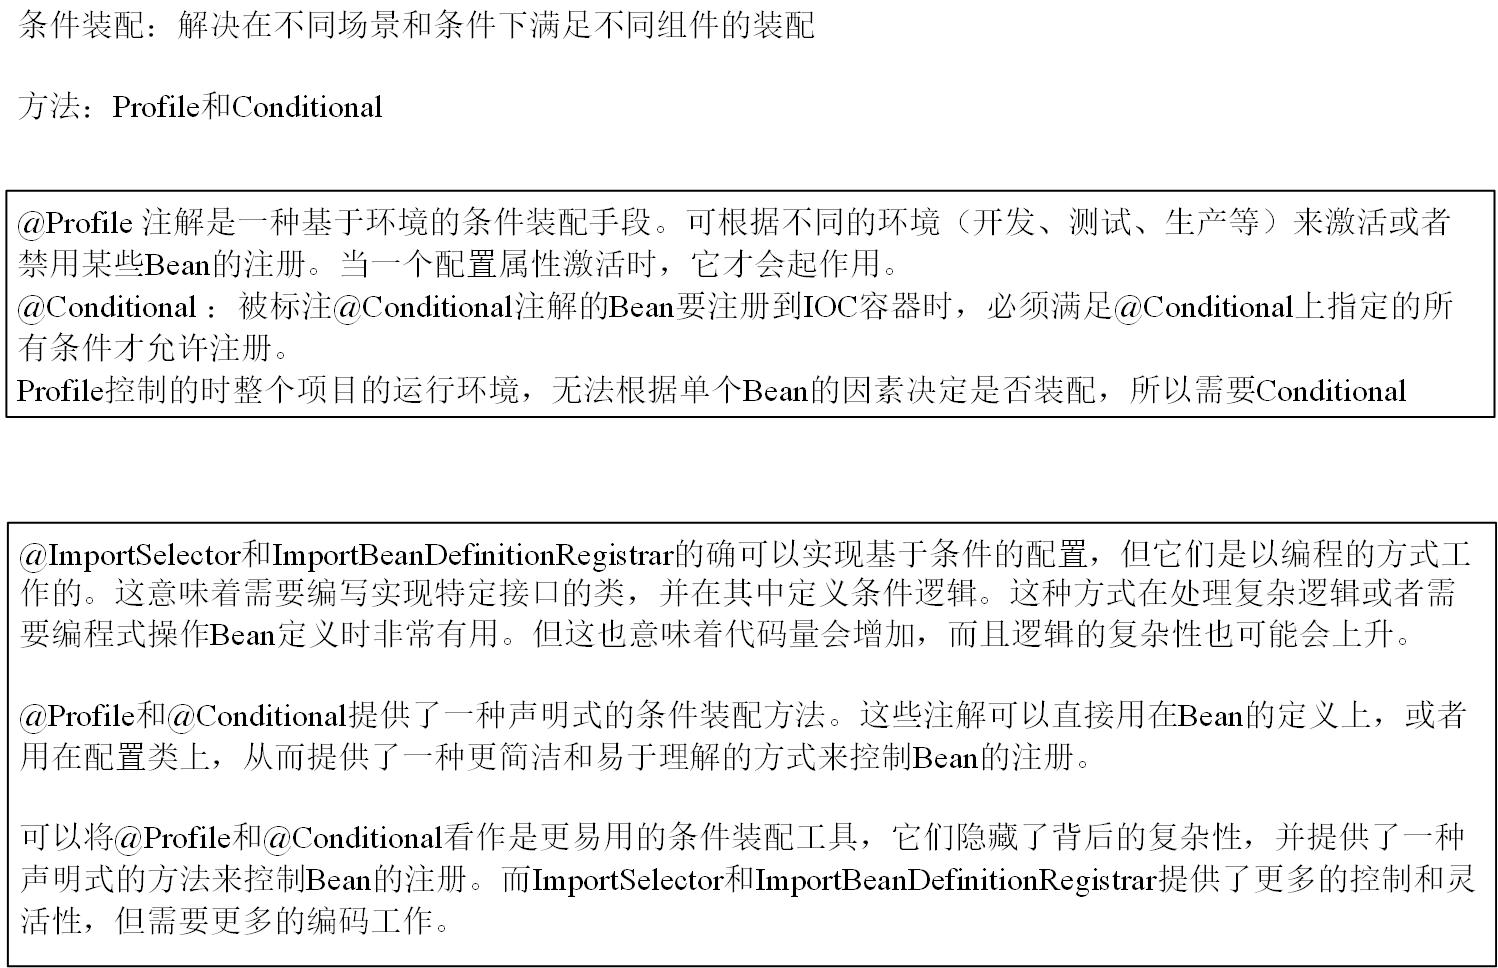 条件装配：解决在不同场景和条件下满足不同组件的装配
方法：Profile和Conditional
@Profile 注解是一种基于环境的条件装配手段。可根据不同的环境（开发、测试、生产等）来激活或者
禁用某些Bean的注册。当一个配置属性激活时，它才会起作用。
@Conditional ：被标注@Conditional注解的Bean要注册到IOC容器时，必须满足@Conditional上指定的所
有条件才允许注册。
Profile控制的时整个项目的运行环境，无法根据单个Bean的因素决定是否装配，所以需要Conditional
@ImportSelector和ImportBeanDefinitionRegistrar的确可以实现基于条件的配置，但它们是以编程的方式工
作的。这意味着需要编写实现特定接口的类，并在其中定义条件逻辑。这种方式在处理复杂逻辑或者需
要编程式操作Bean定义时非常有用。但这也意味着代码量会增加，而且逻辑的复杂性也可能会上升。
@Profile和@Conditional提供了一种声明式的条件装配方法。这些注解可以直接用在Bean的定义上，或者
用在配置类上，从而提供了一种更简洁和易于理解的方式来控制Bean的注册。
可以将@Profile和@Conditional看作是更易用的条件装配工具，它们隐藏了背后的复杂性，并提供了一种
声明式的方法来控制Bean的注册。而ImportSelector和ImportBeanDefinitionRegistrar提供了更多的控制和灵
活性，但需要更多的编码工作。